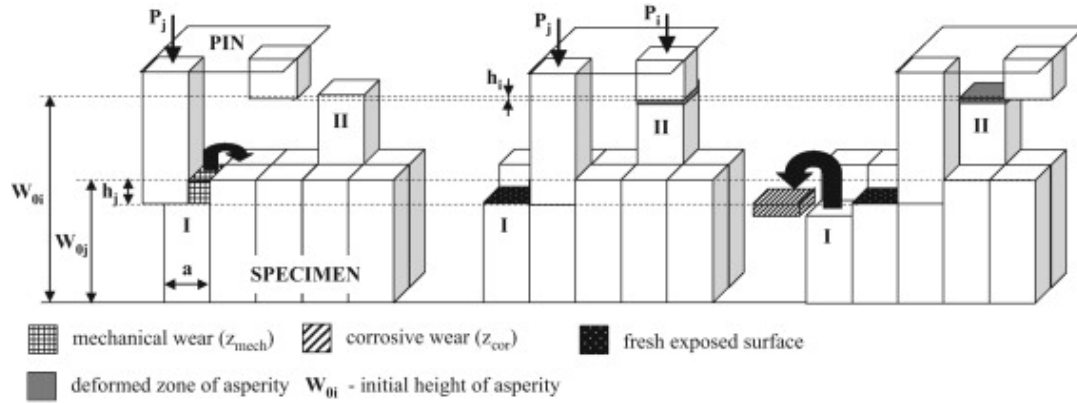 P_j
PIN
II
W_0i
h_j
I
W_0j
a
SPECIMEN
P_j
P_i
h_i
II
I
II
I
mechanical wear (z_mech)
corrosive wear (z_cor)
fresh exposed surface
deformed zone of asperity
W_0i - initial height of asperity